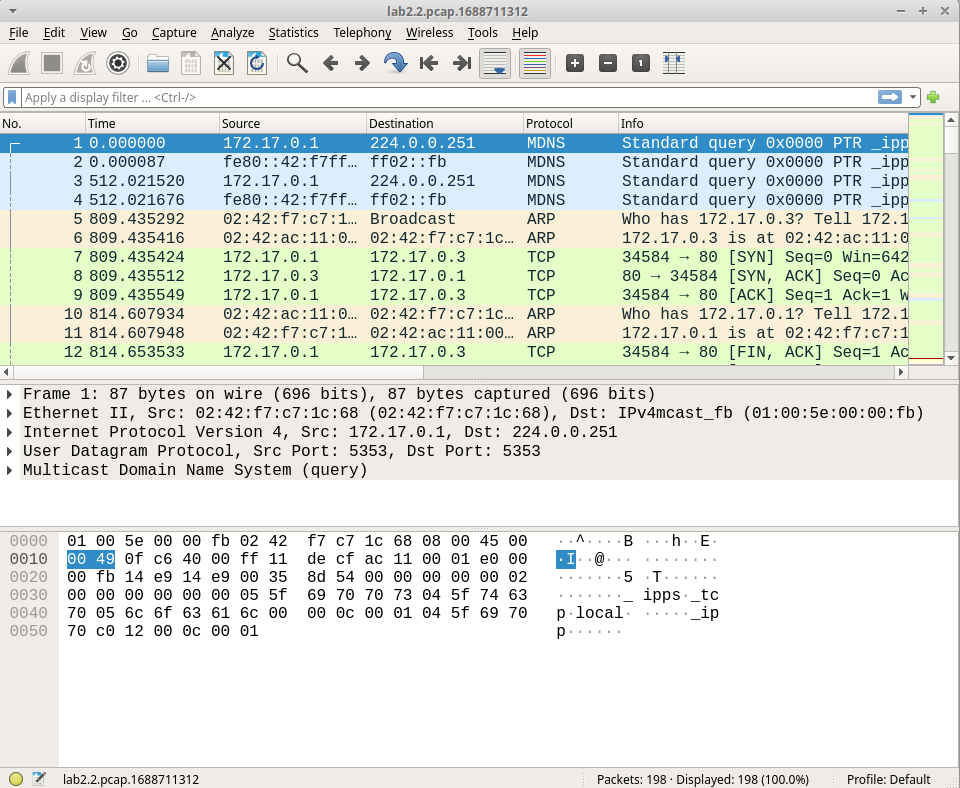 lab2.2.pcap.1688711312
File Edit View Go Capture Analyze Statistics Telephony Wireless Tools Help
Apply a display filter ... <Ctrl-/>
No. Time Source Destination Protocol Info
1 0.000000 172.17.0.1 224.0.0.251 MDNS Standard query 0x0000 PTR _ipp
2 0.000087 fe80::42:f7ff… ff02::fb MDNS Standard query 0x0000 PTR _ipp
3 512.021520 172.17.0.1 224.0.0.251 MDNS Standard query 0x0000 PTR _ipp
4 512.021676 fe80::42:f7ff… ff02::fb MDNS Standard query 0x0000 PTR _ipp
5 809.435292 02:42:f7:c7:1… Broadcast ARP Who has 172.17.0.3? Tell 172.1
6 809.435416 02:42:ac:11:0… 02:42:f7:c7:1c… ARP 172.17.0.3 is at 02:42:ac:11:0
7 809.435424 172.17.0.1 172.17.0.3 TCP 34584 → 80 [SYN] Seq=0 Win=642
8 809.435512 172.17.0.3 172.17.0.1 TCP 80 → 34584 [SYN, ACK] Seq=0 Ac
9 809.435549 172.17.0.1 172.17.0.3 TCP 34584 → 80 [ACK] Seq=1 Ack=1 W
10 814.607934 02:42:ac:11:0… 02:42:f7:c7:1c… ARP Who has 172.17.0.1? Tell 172.1
11 814.607948 02:42:f7:c7:1… 02:42:ac:11:00… ARP 172.17.0.1 is at 02:42:f7:c7:1
12 814.653533 172.17.0.1 172.17.0.3 TCP 34584 → 80 [FIN, ACK] Seq=1 Ac
Frame 1: 87 bytes on wire (696 bits), 87 bytes captured (696 bits)
Ethernet II, Src: 02:42:f7:c7:1c:68 (02:42:f7:c7:1c:68), Dst: IPv4mcast_fb (01:00:5e:00:00:fb)
Internet Protocol Version 4, Src: 172.17.0.1, Dst: 224.0.0.251
User Datagram Protocol, Src Port: 5353, Dst Port: 5353
Multicast Domain Name System (query)
0000 01 00 5e 00 00 fb 02 42 f7 c7 1c 68 08 00 45 00 ··^····B ···h··E·
0010 00 49 0f c6 40 00 ff 11 de cf ac 11 00 01 e0 00 ·I··@··· ········
0020 00 fb 14 e9 14 e9 00 35 8d 54 00 00 00 00 00 02 ·······5 ·T······
0030 00 00 00 00 00 00 05 5f 69 70 70 73 04 5f 74 63 ·······_ ipps·_tc
0040 70 05 6c 6f 63 61 6c 00 00 0c 00 01 04 5f 69 70 p·local· ·····_ip
0050 70 c0 12 00 0c 00 01 p······
lab2.2.pcap.1688711312 Packets: 198 · Displayed: 198 (100.0%) Profile: Default